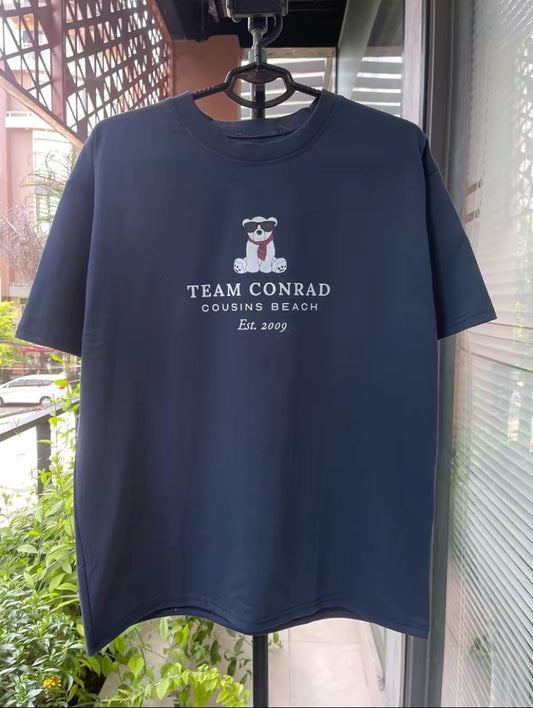 TEAM CONRAD
COUSINS BEACH
Est. 2009